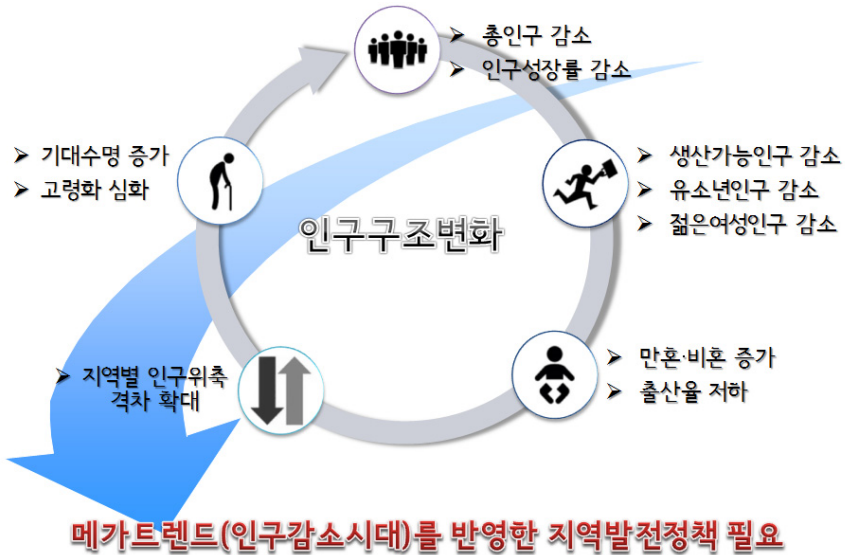 ➢ 총인구 감소
➢ 인구성장률 감소
➢ 기대수명 증가
➢ 고령화 심화
➢ 생산가능인구 감소
➢ 유소년인구 감소
➢ 젊은여성인구 감소
인구구조변화
➢ 지역별 인구위축
격차 확대
➢ 만혼·비혼 증가
➢ 출산율 저하
메가트렌드(인구감소시대)를 반영한 지역발전정책 필요